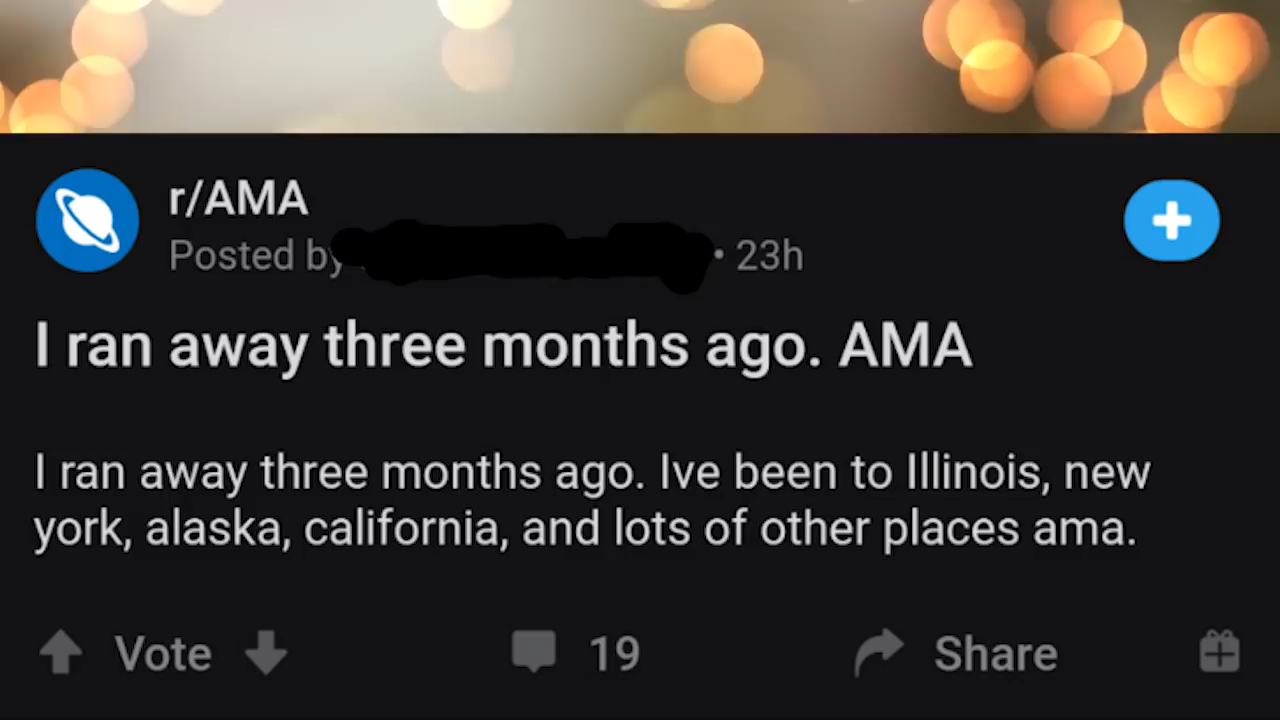 r/AMA
Posted by • 23h
I ran away three months ago. AMA
I ran away three months ago. Ive been to Illinois, new
york, alaska, california, and lots of other places ama.
Vote 19 Share